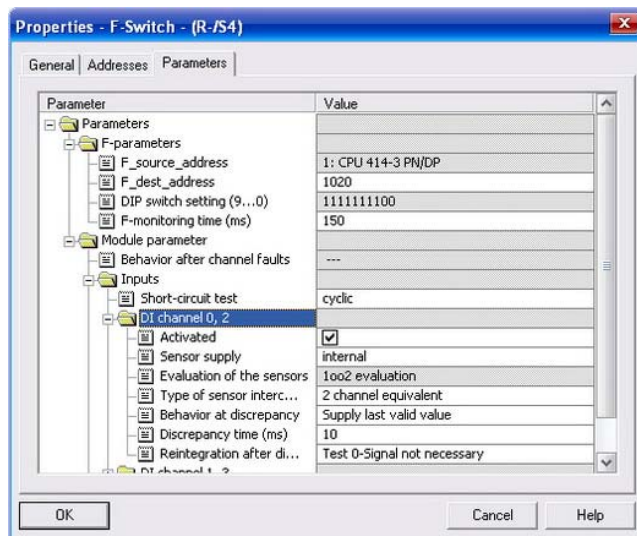 Properties - F-Switch - (R-/S4)
General Addresses Parameters
Parameter Value
Parameters
F-parameters
F_source_address 1: CPU 414-3 PN/DP
F_dest_address 1020
DIP switch setting (9...0) 1111111100
F-monitoring time (ms) 150
Module parameter
Behavior after channel faults ---
Inputs
Short-circuit test cyclic
DI channel 0, 2
Activated
Sensor supply internal
Evaluation of the sensors 1oo2 evaluation
Type of sensor interc... 2 channel equivalent
Behavior at discrepancy Supply last valid value
Discrepancy time (ms) 10
Reintegration after di... Test 0-Signal not necessary
DI channel 1, 3
OK Cancel Help